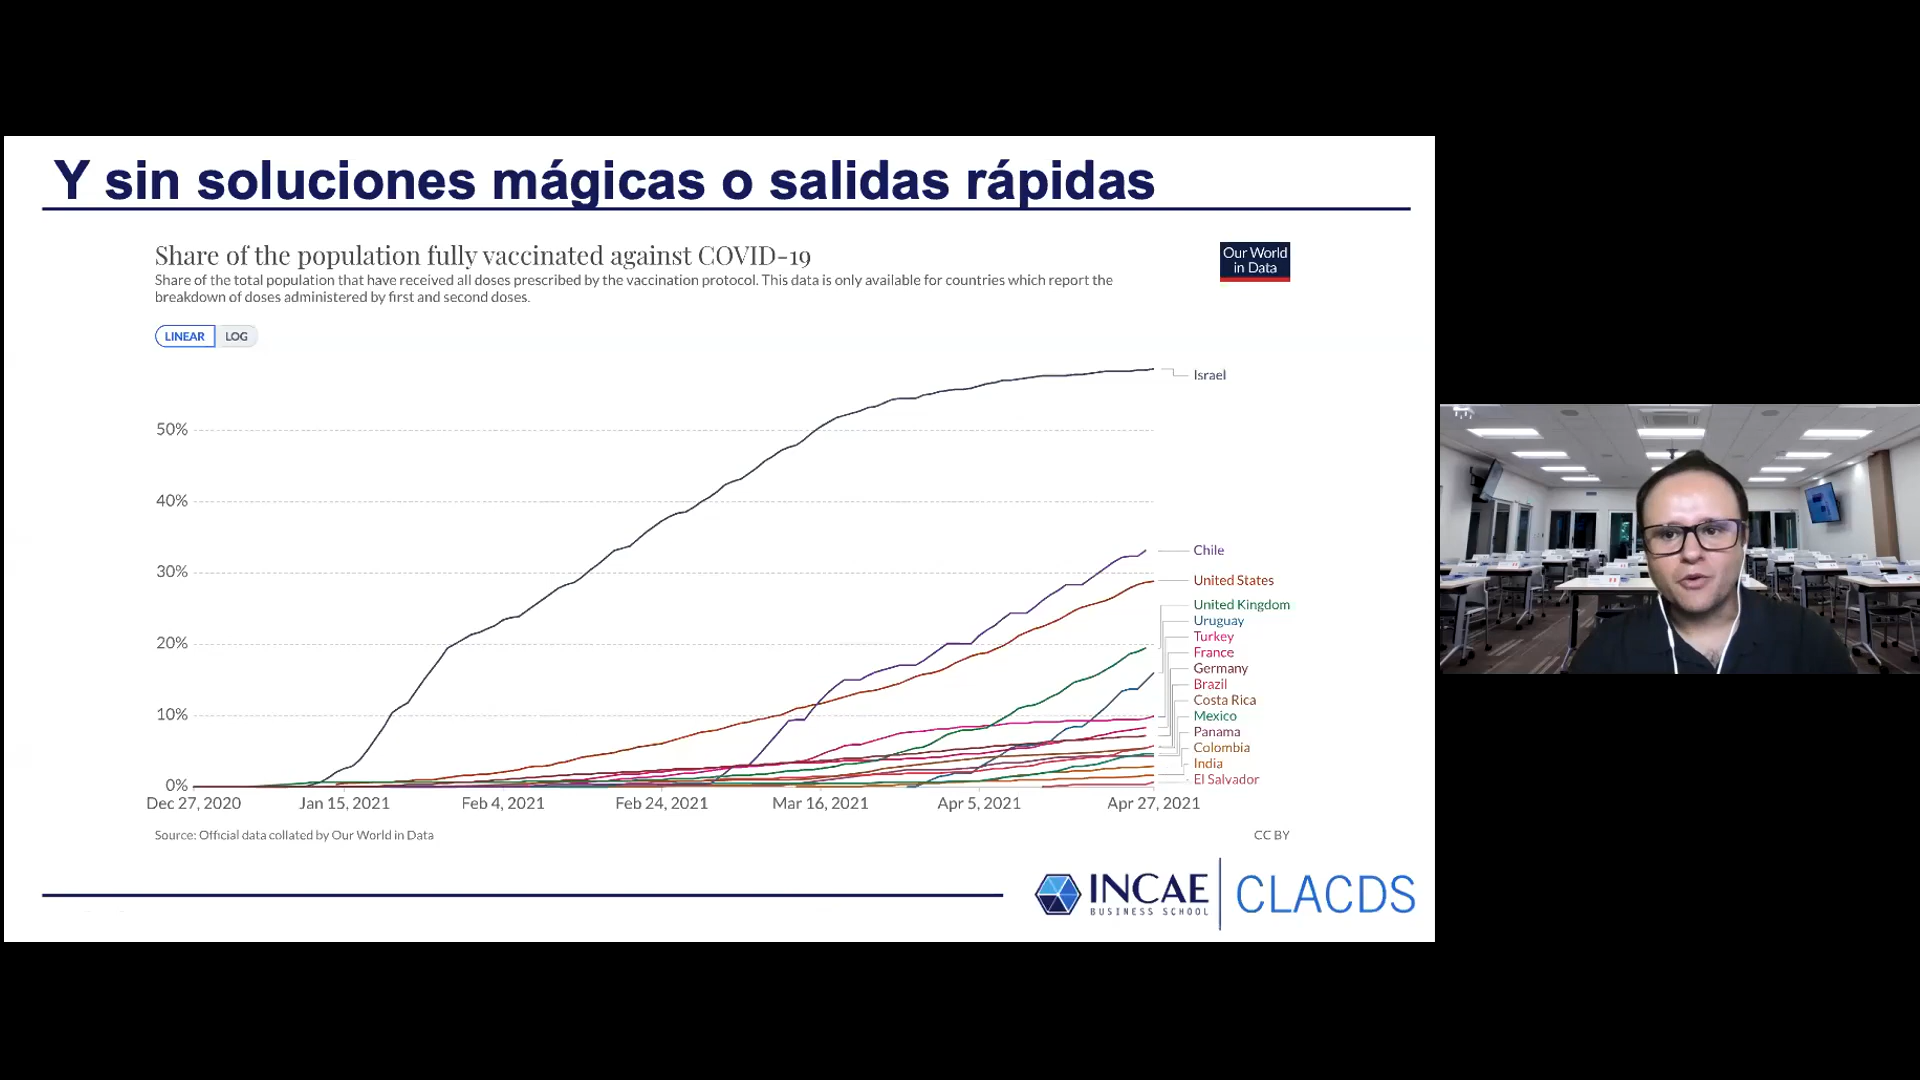 Y sin soluciones mágicas o salidas rápidas
Share of the population fully vaccinated against COVID-19
Share of the total population that have received all doses prescribed by the vaccination protocol. This data is only available for countries which report the
breakdown of doses administered by first and second doses.
Our World
in Data
LINEAR LOG
50%
40%
30%
20%
10%
0%
Israel
Chile
United States
United Kingdom
Uruguay
Turkey
France
Germany
Brazil
Costa Rica
Mexico
Panama
Colombia
India
El Salvador
Dec 27, 2020 Jan 15, 2021 Feb 4, 2021 Feb 24, 2021 Mar 16, 2021 Apr 5, 2021 Apr 27, 2021
Source: Official data collated by Our World in Data
CC BY
INCAE
BUSINESS SCHOOL
CLACDS